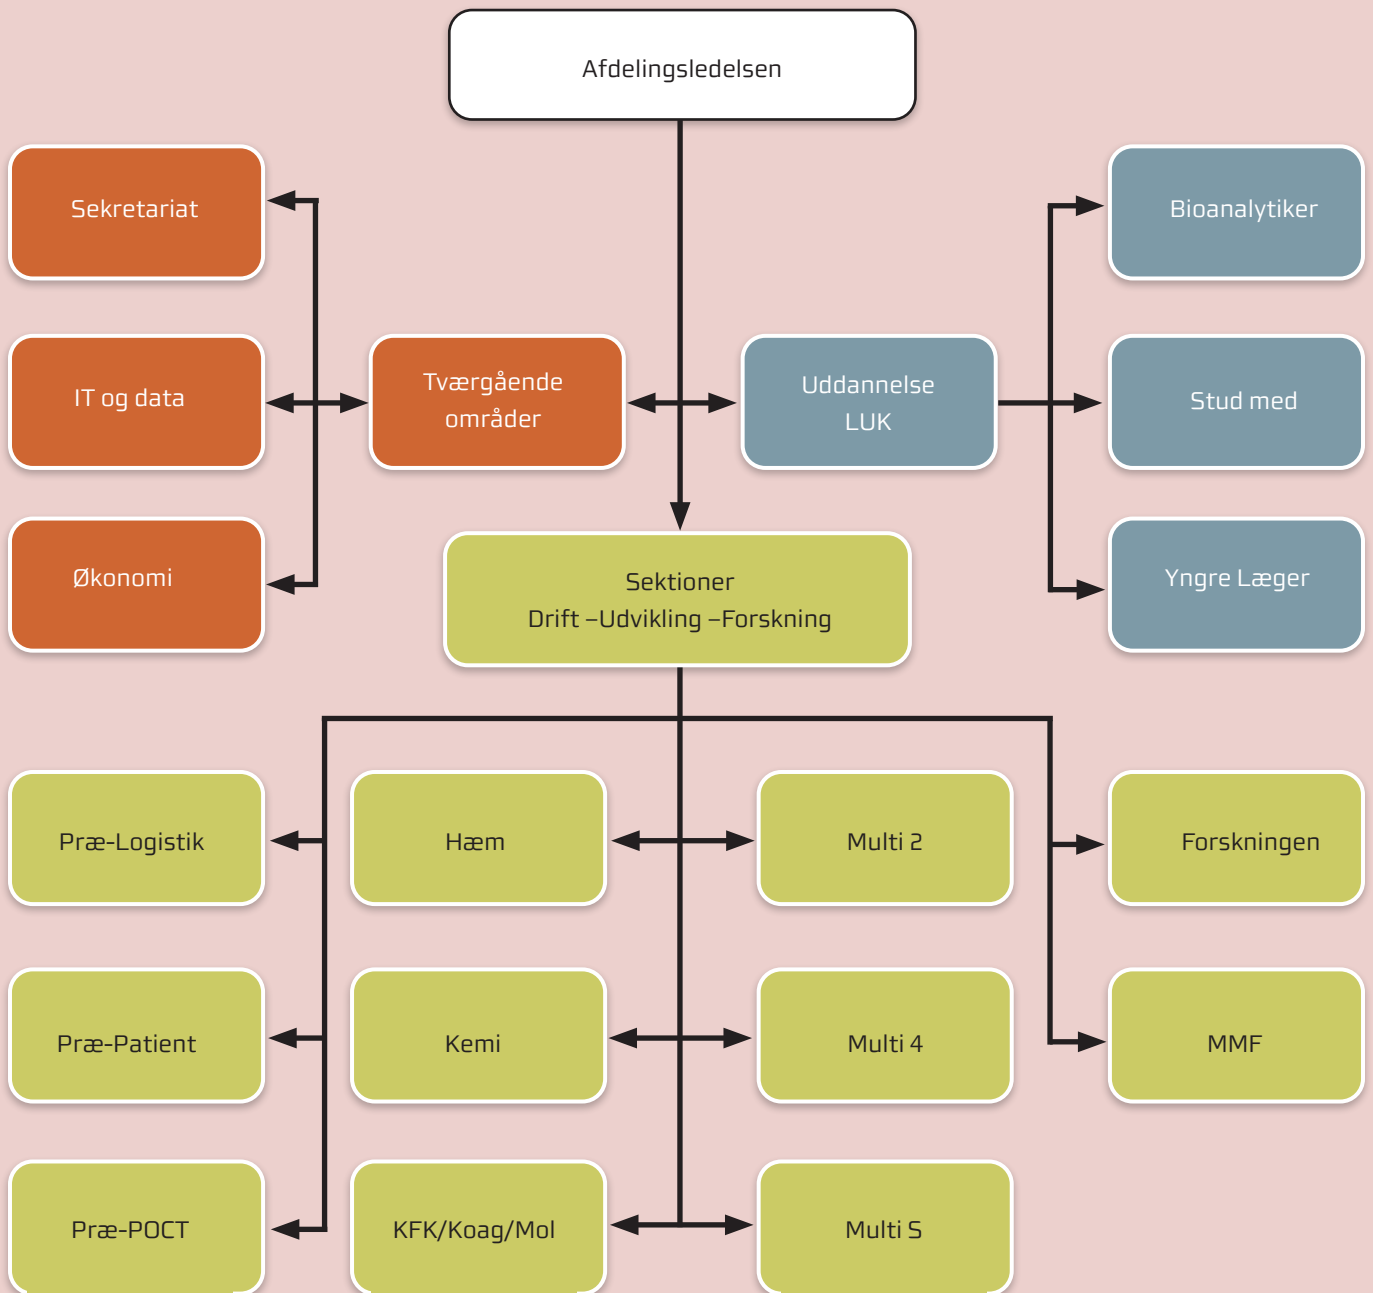 Afdelingsledelsen
Sekretariat
Bioanalytiker
IT og data
Tværgående
områder
Uddannelse
LUK
Stud med
Økonomi
Sektioner
Drift –Udvikling –Forskning
Yngre Læger
Præ-Logistik
Hæm
Multi 2
Forskningen
Præ-Patient
Kemi
Multi 4
MMF
Præ-POCT
KFK/Koag/Mol
Multi S